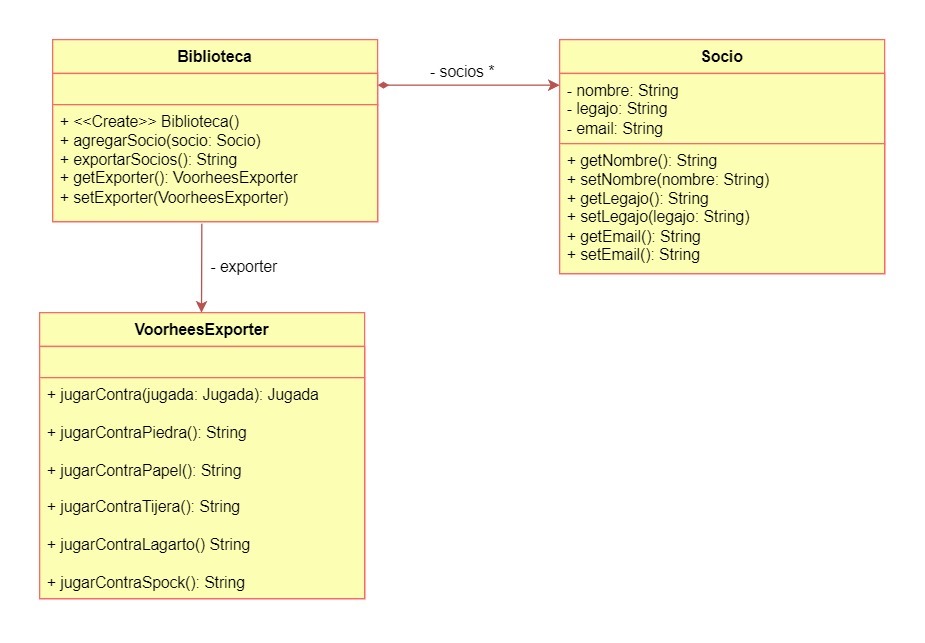 Biblioteca
+ <<Create>> Biblioteca()
+ agregarSocio(socio: Socio)
+ exportarSocios(): String
+ getExporter(): VoorheesExporter
+ setExporter(VoorheesExporter)
- socios *
Socio
- nombre: String
- legajo: String
- email: String
+ getNombre(): String
+ setNombre(nombre: String)
+ getLegajo(): String
+ setLegajo(legajo: String)
+ getEmail(): String
+ setEmail(): String
- exporter
VoorheesExporter
+ jugarContra(jugada: Jugada): Jugada
+ jugarContraPiedra(): String
+ jugarContraPapel(): String
+ jugarContraTijera(): String
+ jugarContraLagarto() String
+ jugarContraSpock(): String